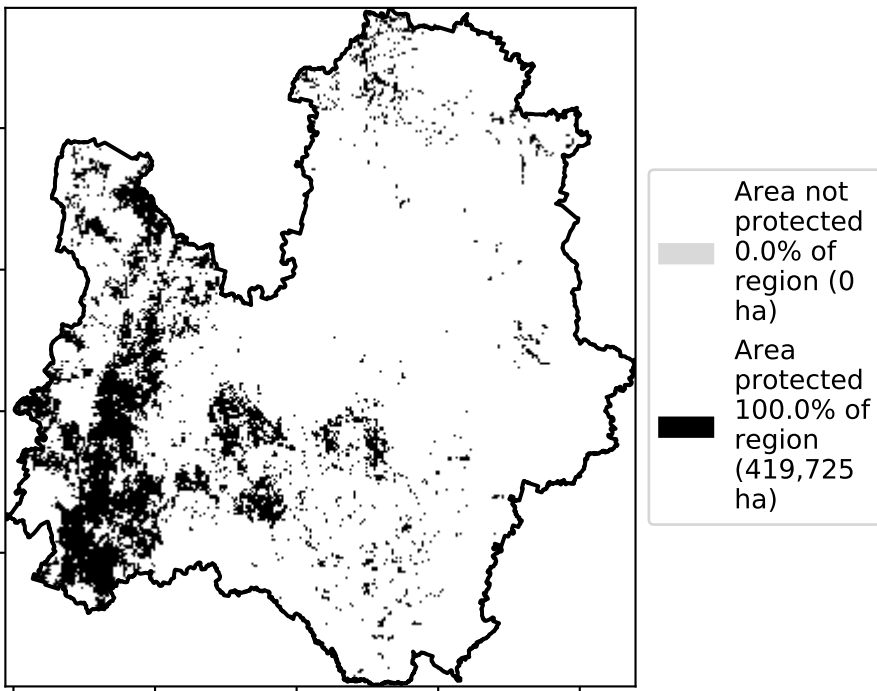 Area not
protected
0.0% of
region (0
ha)
Area
protected
100.0% of
region
(419,725
ha)